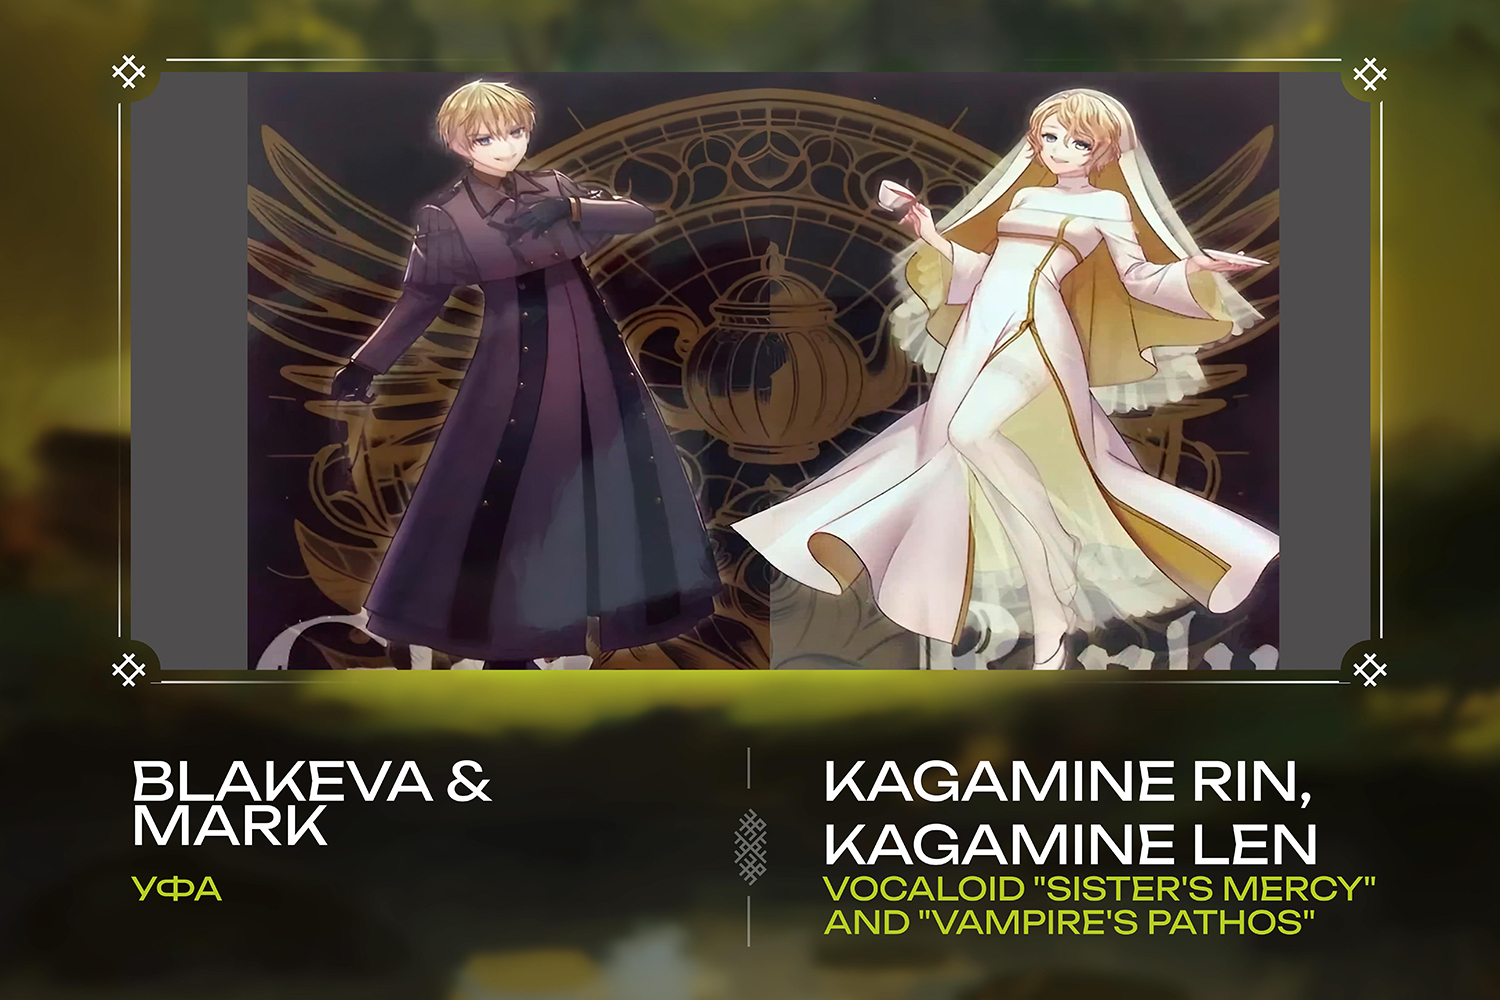 BLAKEVA &
MARK
УФА
KAGAMINE RIN,
KAGAMINE LEN
VOCALOID "SISTER'S MERCY"
AND "VAMPIRE'S PATHOS"